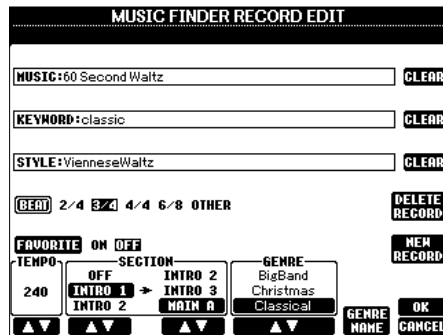 MUSIC FINDER RECORD EDIT
MUSIC:60 Second Waltz CLEAR
KEYWORD:classic CLEAR
STYLE:VienneseWaltz CLEAR
BEAT 2/4 3/4 4/4 6/8 OTHER
DELETE RECORD
FAVORITE ON OFF
NEW RECORD
TEMPO SECTION GENRE
OFF INTRO 2 BigBand
240 INTRO 1 INTRO 3 Christmas
INTRO 2 MAIN A Classical
GENRE NAME
OK
CANCEL